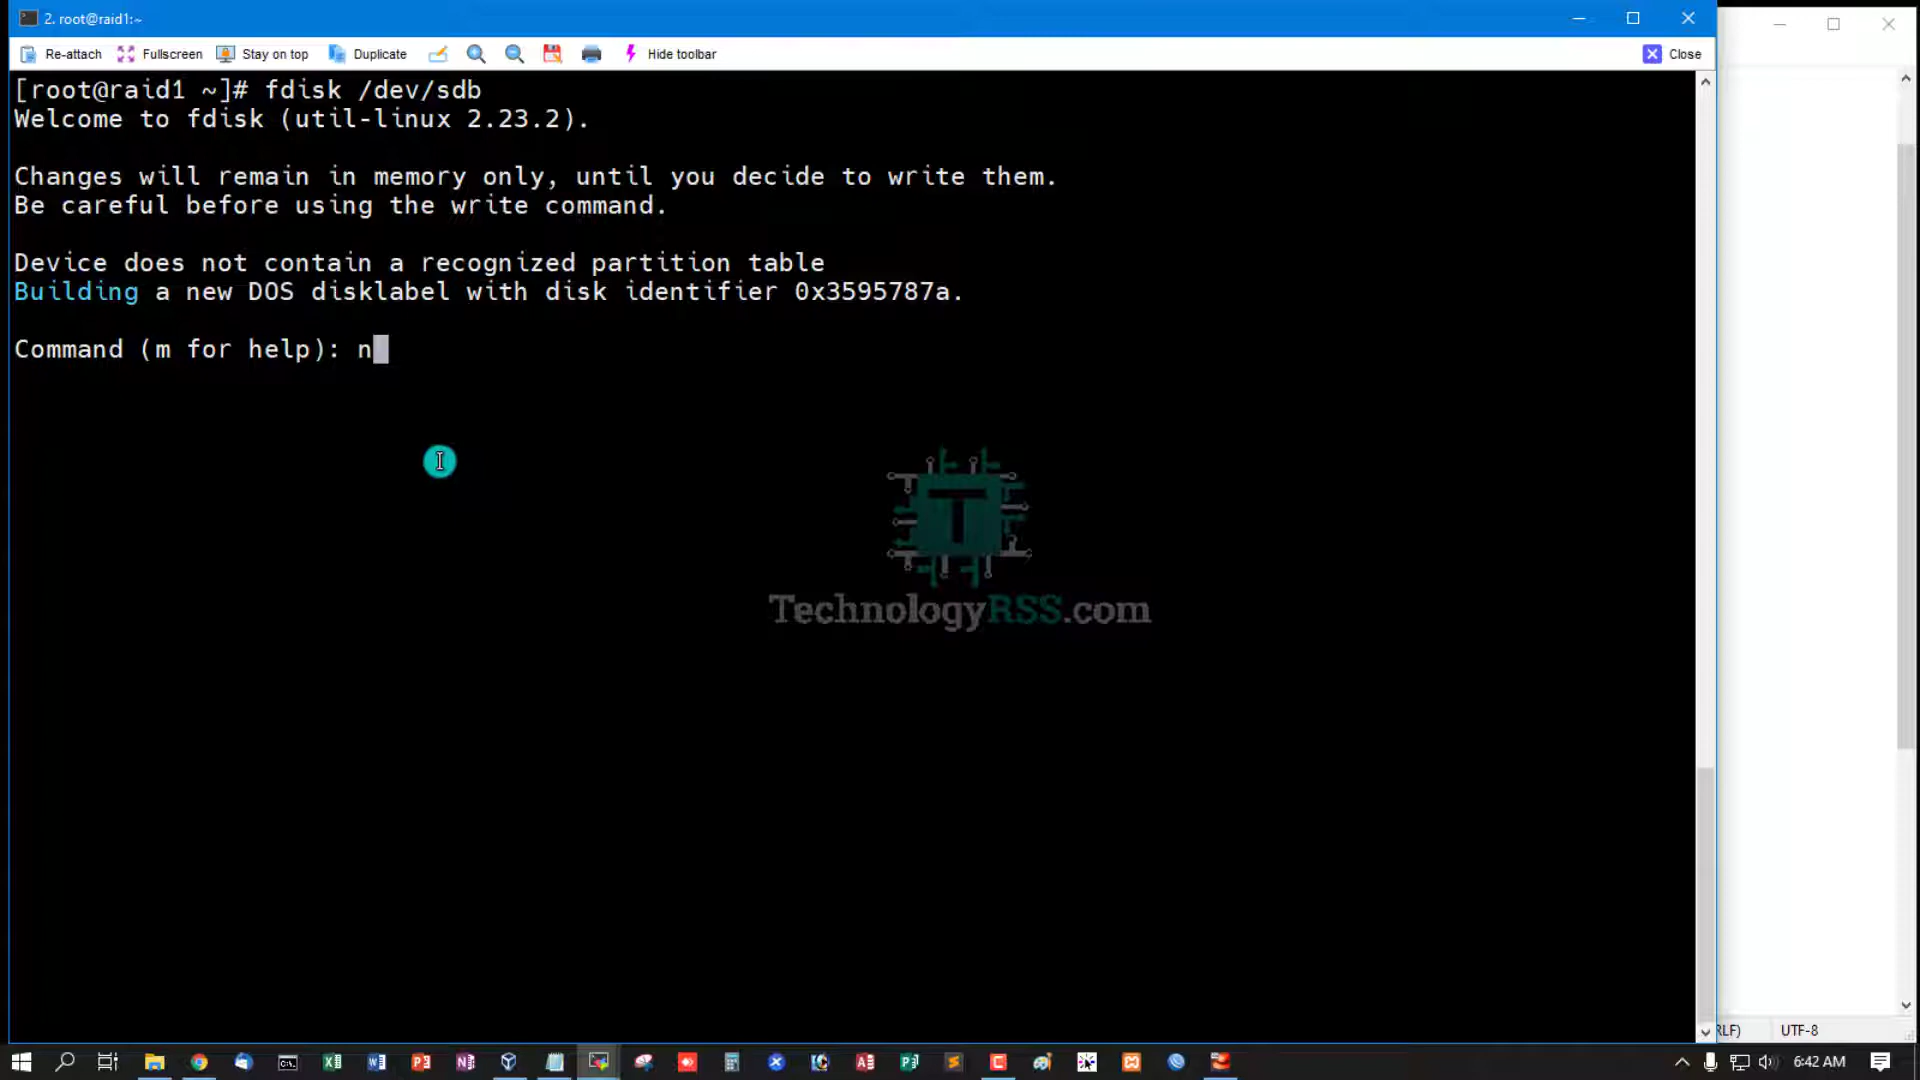 2. root@raid1:~
Re-attach Fullscreen Stay on top Duplicate Hide toolbar Close
[root@raid1 ~]# fdisk /dev/sdb
Welcome to fdisk (util-linux 2.23.2).
Changes will remain in memory only, until you decide to write them.
Be careful before using the write command.
Device does not contain a recognized partition table
Building a new DOS disklabel with disk identifier 0x3595787a.
Command (m for help): n
T
TechnologyRSS.com
RLF) UTF-8
6:42 AM